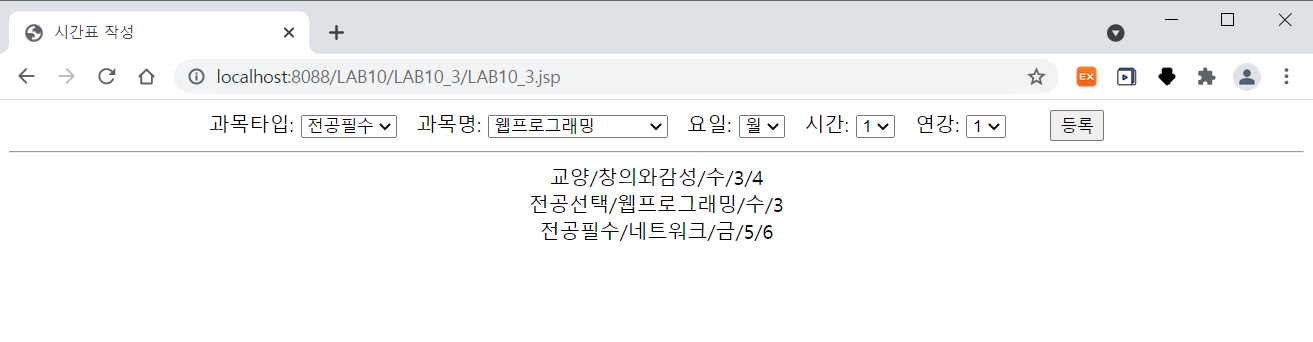 시간표 작성
localhost:8088/LAB10/LAB10_3/LAB10_3.jsp
EX
과목타입: 전공필수 과목명: 웹프로그래밍 요일: 월 시간: 1 연강: 1 등록
교양/창의와감성/수/3/4
전공선택/웹프로그래밍/수/3
전공필수/네트워크/금/5/6